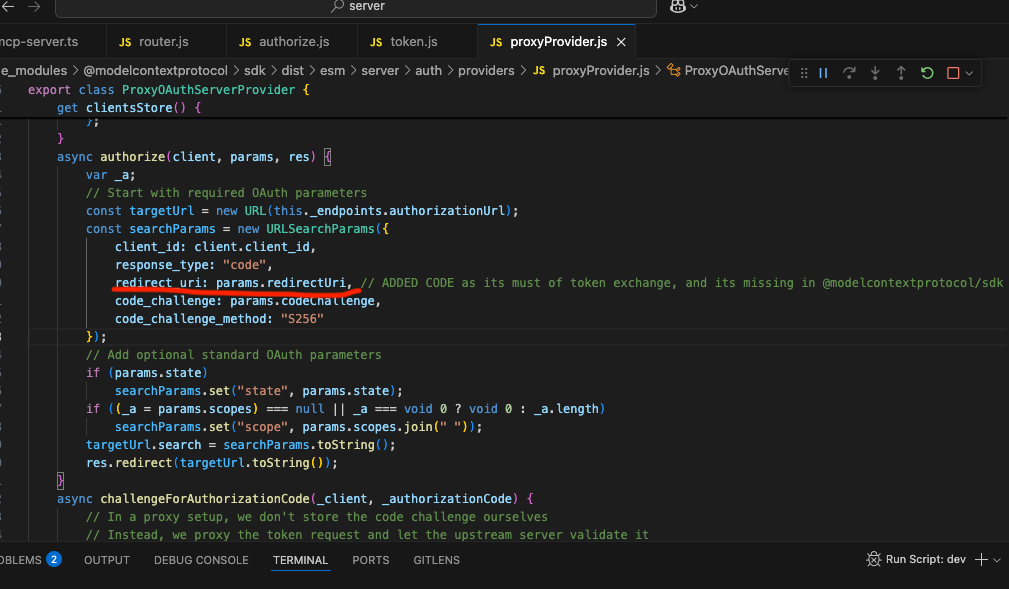 server
mcp-server.ts
JS router.js
JS authorize.js
JS token.js
JS proxyProvider.js
e_modules > @modelcontextprotocol > sdk > dist > esm > server > auth > providers > JS proxyProvider.js > ProxyOAuthServe
export class ProxyOAuthServerProvider {
get clientsStore() {
};
}
async authorize(client, params, res) {
var _a;
// Start with required OAuth parameters
const targetUrl = new URL(this._endpoints.authorizationUrl);
const searchParams = new URLSearchParams({
client_id: client.client_id,
response_type: "code",
redirect_uri: params.redirectUri, // ADDED CODE as its must of token exchange, and its missing in @modelcontextprotocol/sdk
code_challenge: params.codeChallenge,
code_challenge_method: "S256"
});
// Add optional standard OAuth parameters
if (params.state)
searchParams.set("state", params.state);
if ((_a = params.scopes) === null || _a === void 0 ? void 0 : _a.length)
searchParams.set("scope", params.scopes.join(" "));
targetUrl.search = searchParams.toString();
res.redirect(targetUrl.toString());
}
async challengeForAuthorizationCode(_client, _authorizationCode) {
// In a proxy setup, we don't store the code challenge ourselves
// Instead, we proxy the token request and let the upstream server validate it
OBLEMS 2
OUTPUT
DEBUG CONSOLE
TERMINAL
PORTS
GITLENS
Run Script: dev